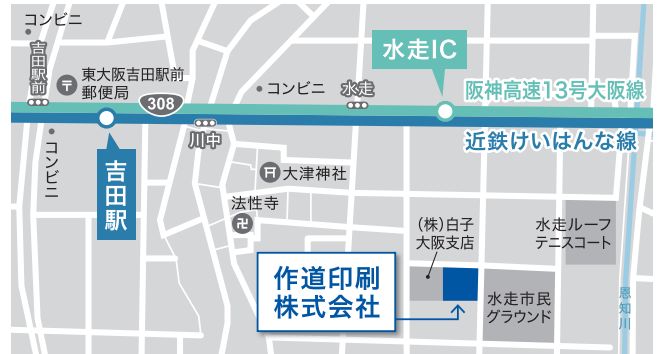 コンビニ
吉田駅前
〒
東大阪吉田駅前
郵便局
308
コンビニ
水走
水走IC
阪神高速13号大阪線
近鉄けいはんな線
川中
コンビニ
吉田駅
大津神社
法性寺
卍
(株)白子
大阪支店
水走ルーフ
テニスコート
作道印刷
株式会社
水走市民
グラウンド
恩知川